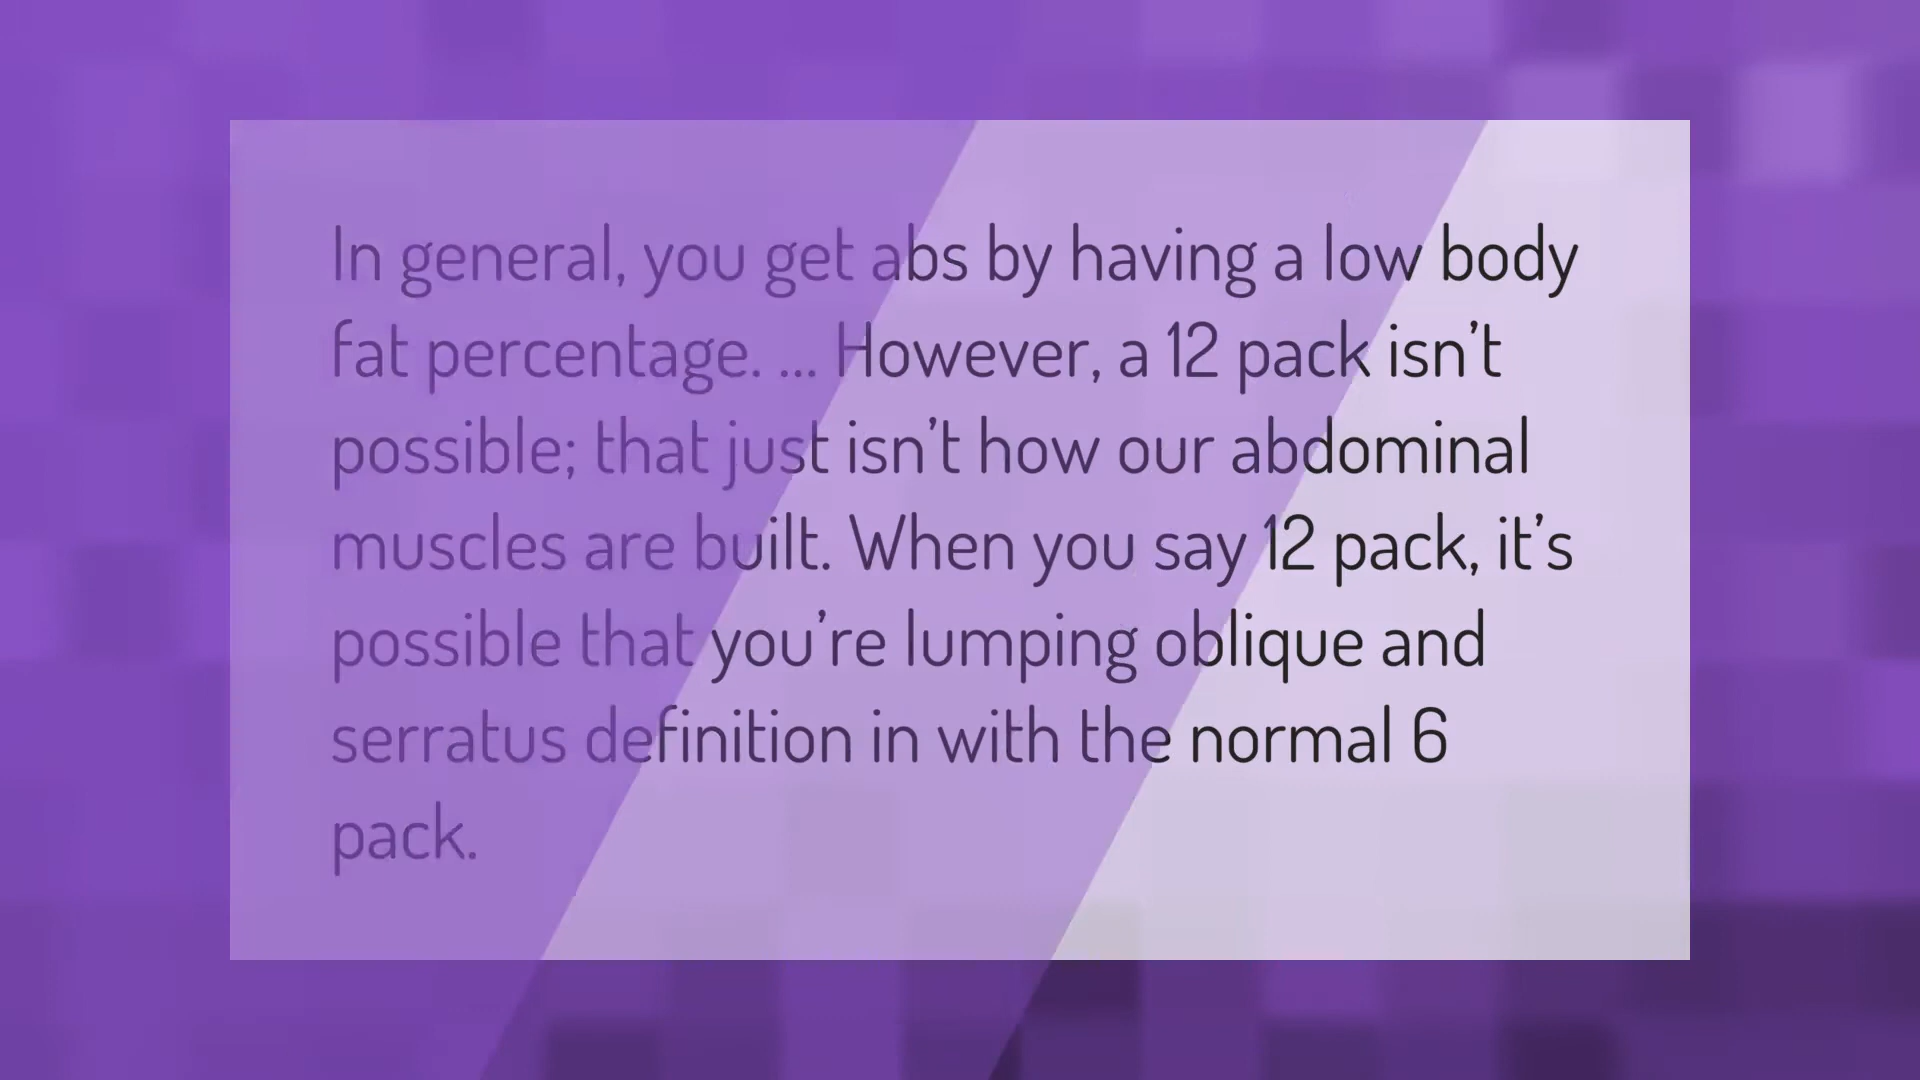 In general, you get abs by having a low body
fat percentage. ... However, a 12 pack isn't
possible; that just isn't how our abdominal
muscles are built. When you say 12 pack, it's
possible that you're lumping oblique and
serratus definition in with the normal 6
pack.